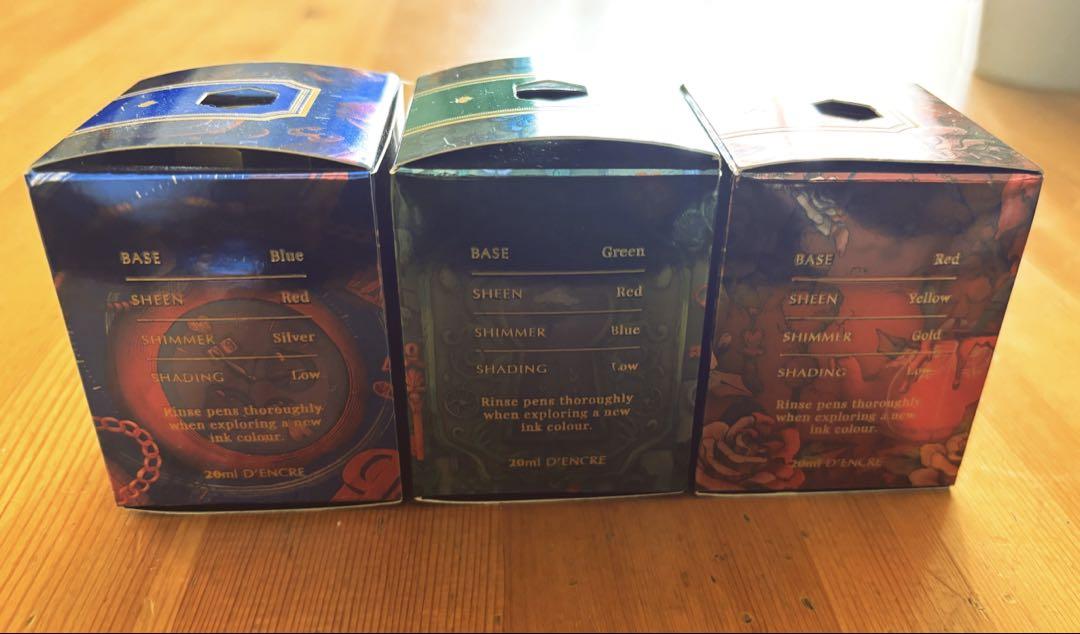 BASE Blue
SHEEN Red
SHIMMER Silver
SHADING Low
Rinse pens thoroughly
when exploring a new
ink colour.
20ml D'ENCRE
BASE Green
SHEEN Red
SHIMMER Blue
SHADING Low
Rinse pens thoroughly
when exploring a new
ink colour.
20ml D'ENCRE
BASE Red
SHEEN Yellow
SHIMMER Gold
SHADING Low
Rinse pens thoroughly
when exploring a new
ink colour.
20ml D'ENCRE